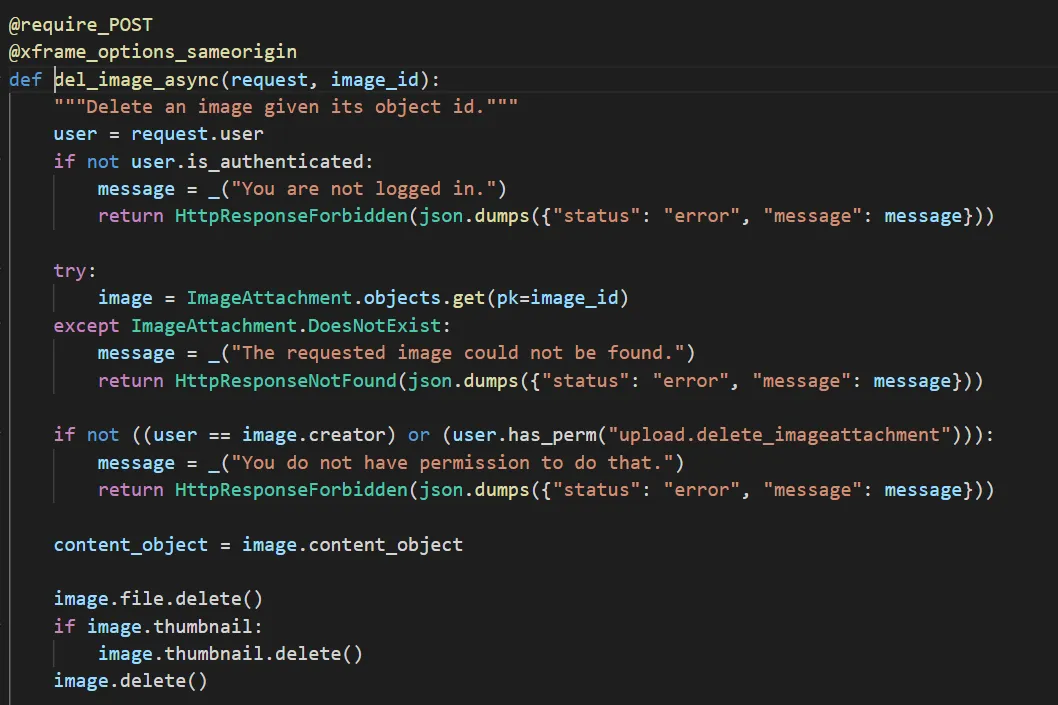 @require_POST
@xframe_options_sameorigin
def del_image_async(request, image_id):
    """Delete an image given its object id."""
    user = request.user
    if not user.is_authenticated:
        message = _("You are not logged in.")
        return HttpResponseForbidden(json.dumps({"status": "error", "message": message}))

    try:
        image = ImageAttachment.objects.get(pk=image_id)
    except ImageAttachment.DoesNotExist:
        message = _("The requested image could not be found.")
        return HttpResponseNotFound(json.dumps({"status": "error", "message": message}))

    if not ((user == image.creator) or (user.has_perm("upload.delete_imageattachment"))):
        message = _("You do not have permission to do that.")
        return HttpResponseForbidden(json.dumps({"status": "error", "message": message}))

    content_object = image.content_object

    image.file.delete()
    if image.thumbnail:
        image.thumbnail.delete()
    image.delete()